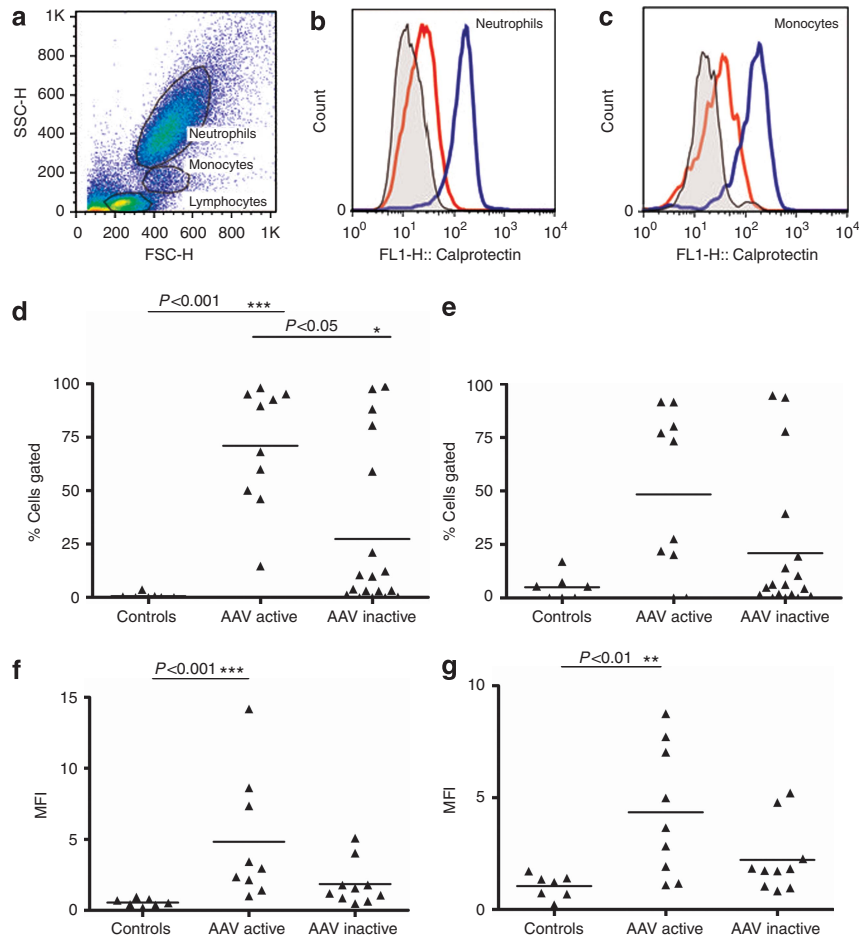 a
1K
800
600
400
200
0
SSC-H
Neutrophils
Monocytes
Lymphocytes
0 200 400 600 800 1K
FSC-H
b
Neutrophils
Count
0
10^0 10^1 10^2 10^3 10^4
FL1-H:: Calprotectin
c
Monocytes
Count
0
10^0 10^1 10^2 10^3 10^4
FL1-H:: Calprotectin
d
P<0.001 ***
P<0.05 *
100
75
50
25
0
% Cells gated
Controls AAV active AAV inactive
e
100
75
50
25
0
% Cells gated
Controls AAV active AAV inactive
f
P<0.001 ***
15
10
5
0
MFI
Controls AAV active AAV inactive
g
P<0.01 **
10
5
0
MFI
Controls AAV active AAV inactive